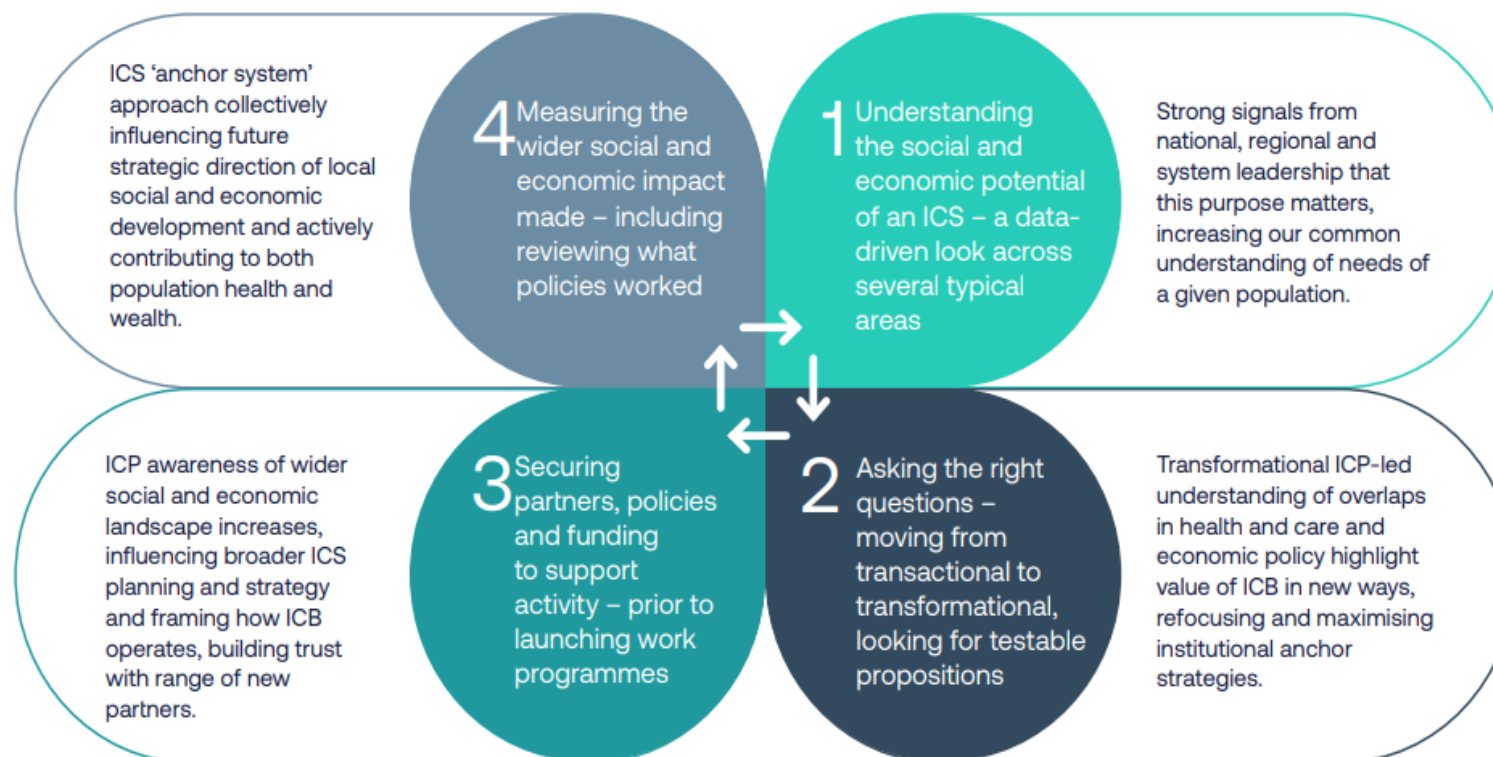 ICS ‘anchor system’
approach collectively
influencing future
strategic direction of local
social and economic
development and actively
contributing to both
population health and
wealth.
4
Measuring the
wider social and
economic impact
made – including
reviewing what
policies worked
1
Understanding
the social and
economic potential
of an ICS – a data-
driven look across
several typical
areas
Strong signals from
national, regional and
system leadership that
this purpose matters,
increasing our common
understanding of needs of
a given population.
ICP awareness of wider
social and economic
landscape increases,
influencing broader ICS
planning and strategy
and framing how ICB
operates, building trust
with range of new
partners.
3
Securing
partners, policies
and funding
to support
activity – prior to
launching work
programmes
2
Asking the right
questions –
moving from
transactional to
transformational,
looking for testable
propositions
Transformational ICP-led
understanding of overlaps
in health and care and
economic policy highlight
value of ICB in new ways,
refocusing and maximising
institutional anchor
strategies.